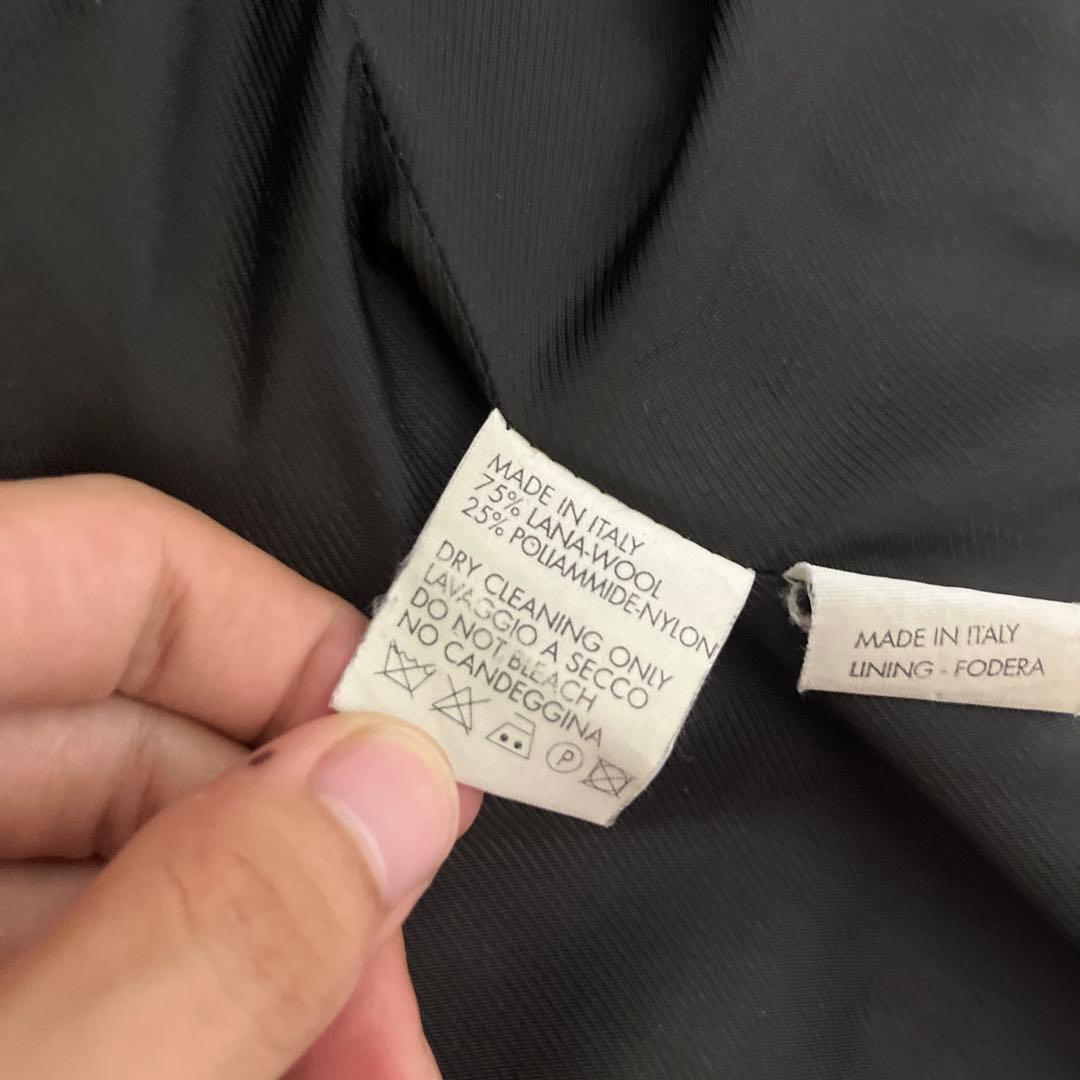 MADE IN ITALY
75% LANA-WOOL
25% POLIAMMIDE-NYLON
DRY CLEANING ONLY
LAVAGGIO A SECCO
DO NOT BLEACH
NO CANDEGGINA
P
MADE IN ITALY
LINING - FODERA